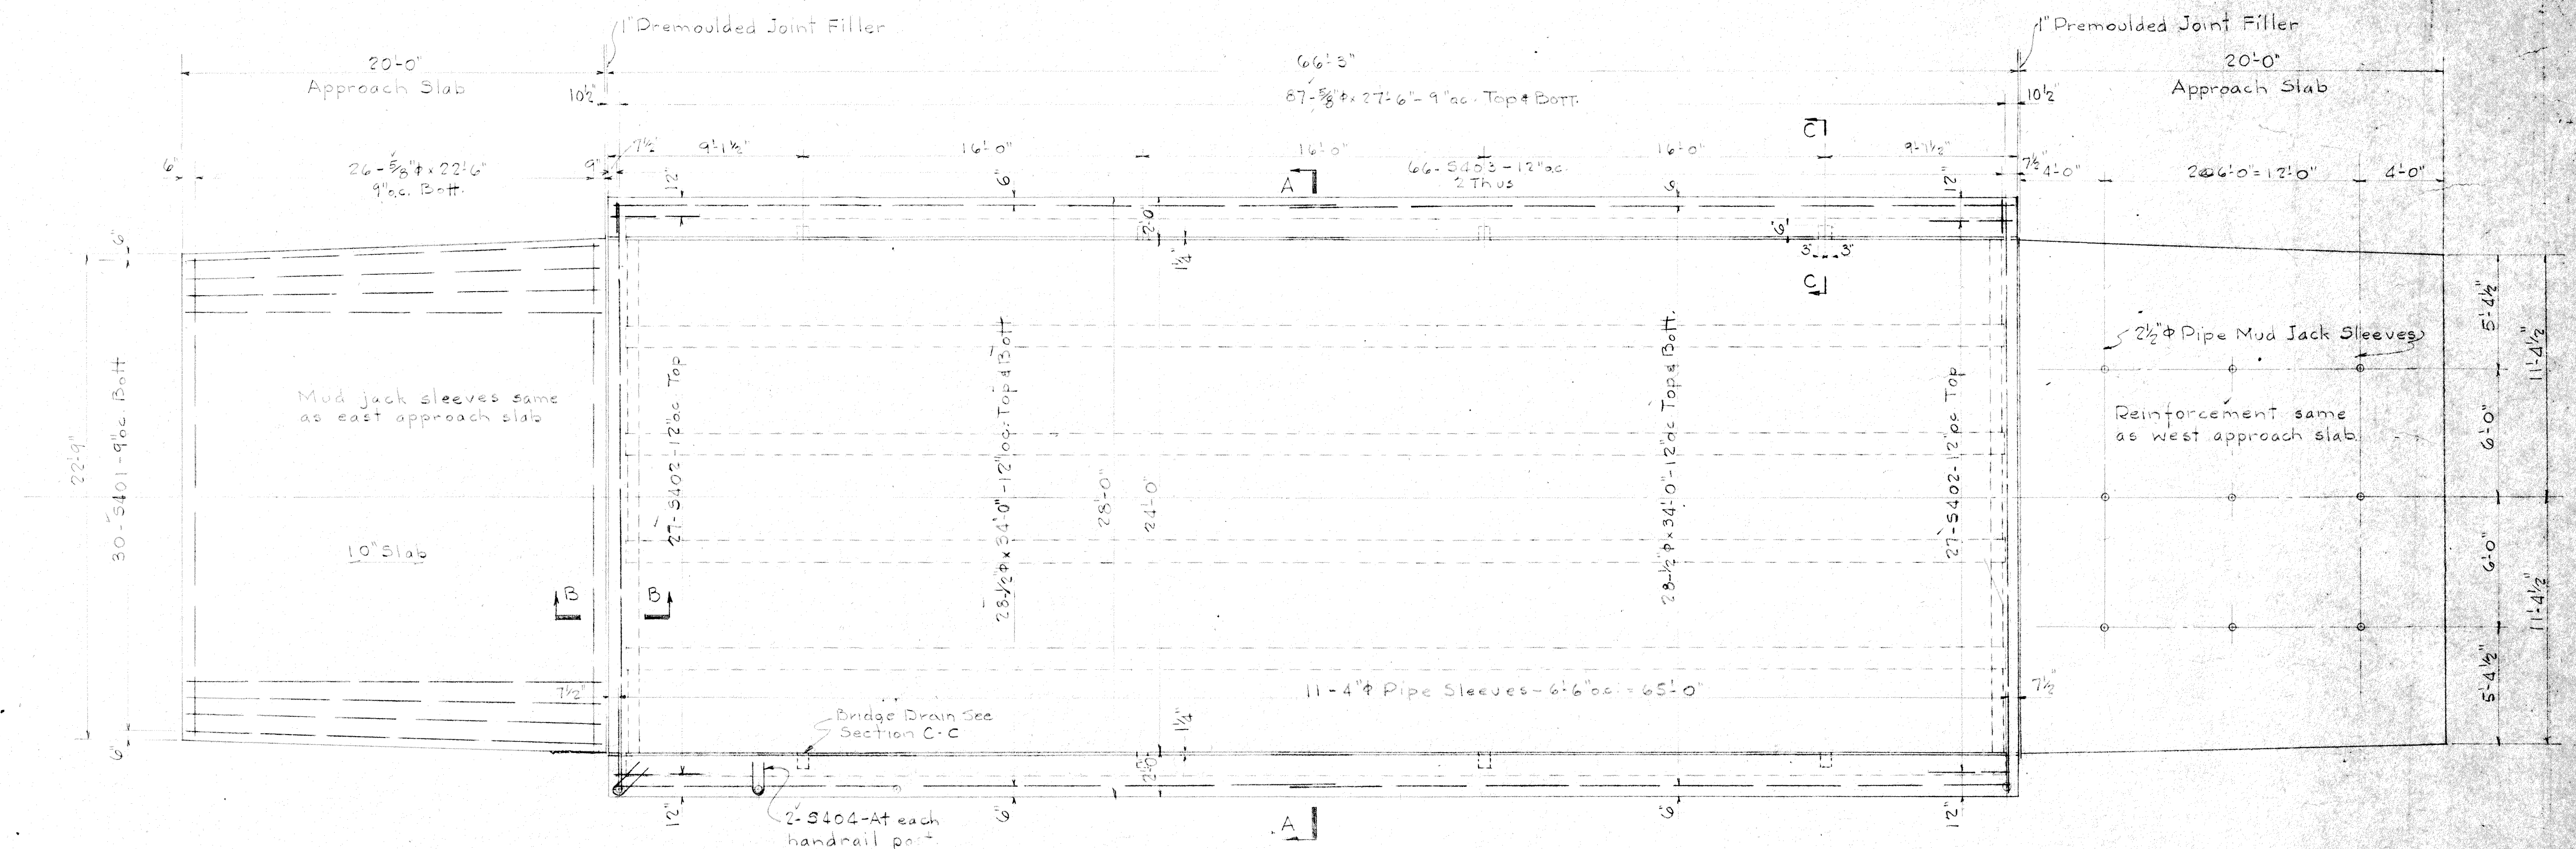 1" Premoulded Joint Filler
1" Premoulded Joint Filler
20'-0"
66'-3"
20'-0"
Approach Slab
10½"
87-⅝"ϕ x 27'-6"-9"o.c. Top & Bott.
10½"
Approach Slab
C
7½"
9'-1½"
16'-0"
16'-0"
16'-0"
9'-1½"
6"
26-⅝"ϕ x 22'-6"
9"o.c. Bott.
9"
12"
6"
A
66-S403-12"o.c.
2 Thus
6"
12"
7½"
4'-0"
2@6'-0"=12'-0"
4'-0"
6"
2'-0"
1¼"
6"
3"
3"
C
22'-9"
30-S401-9"o.c. Bott
Mud jack sleeves same
as east approach slab
10" Slab
B
B
27-S402-12"o.c. Top
28-½"ϕ x 34'-0"-12"o.c. Top & Bott
28'-0"
24'-0"
28-½"ϕ x 34'-0"-12"o.c. Top & Bott.
27-S402-12"o.c. Top
2½"ϕ Pipe Mud Jack Sleeves
Reinforcement same
as west approach slab.
5'-4½"
11'-4½"
6'-0"
6'-0"
11'-4½"
5'-4½"
7½"
11-4"ϕ Pipe Sleeves-6'-6"o.c.=65'-0"
7½"
Bridge Drain See
Section C-C
1¼"
2'-0"
6"
12"
2-S404-At each
handrail post.
6"
A
6"
12"